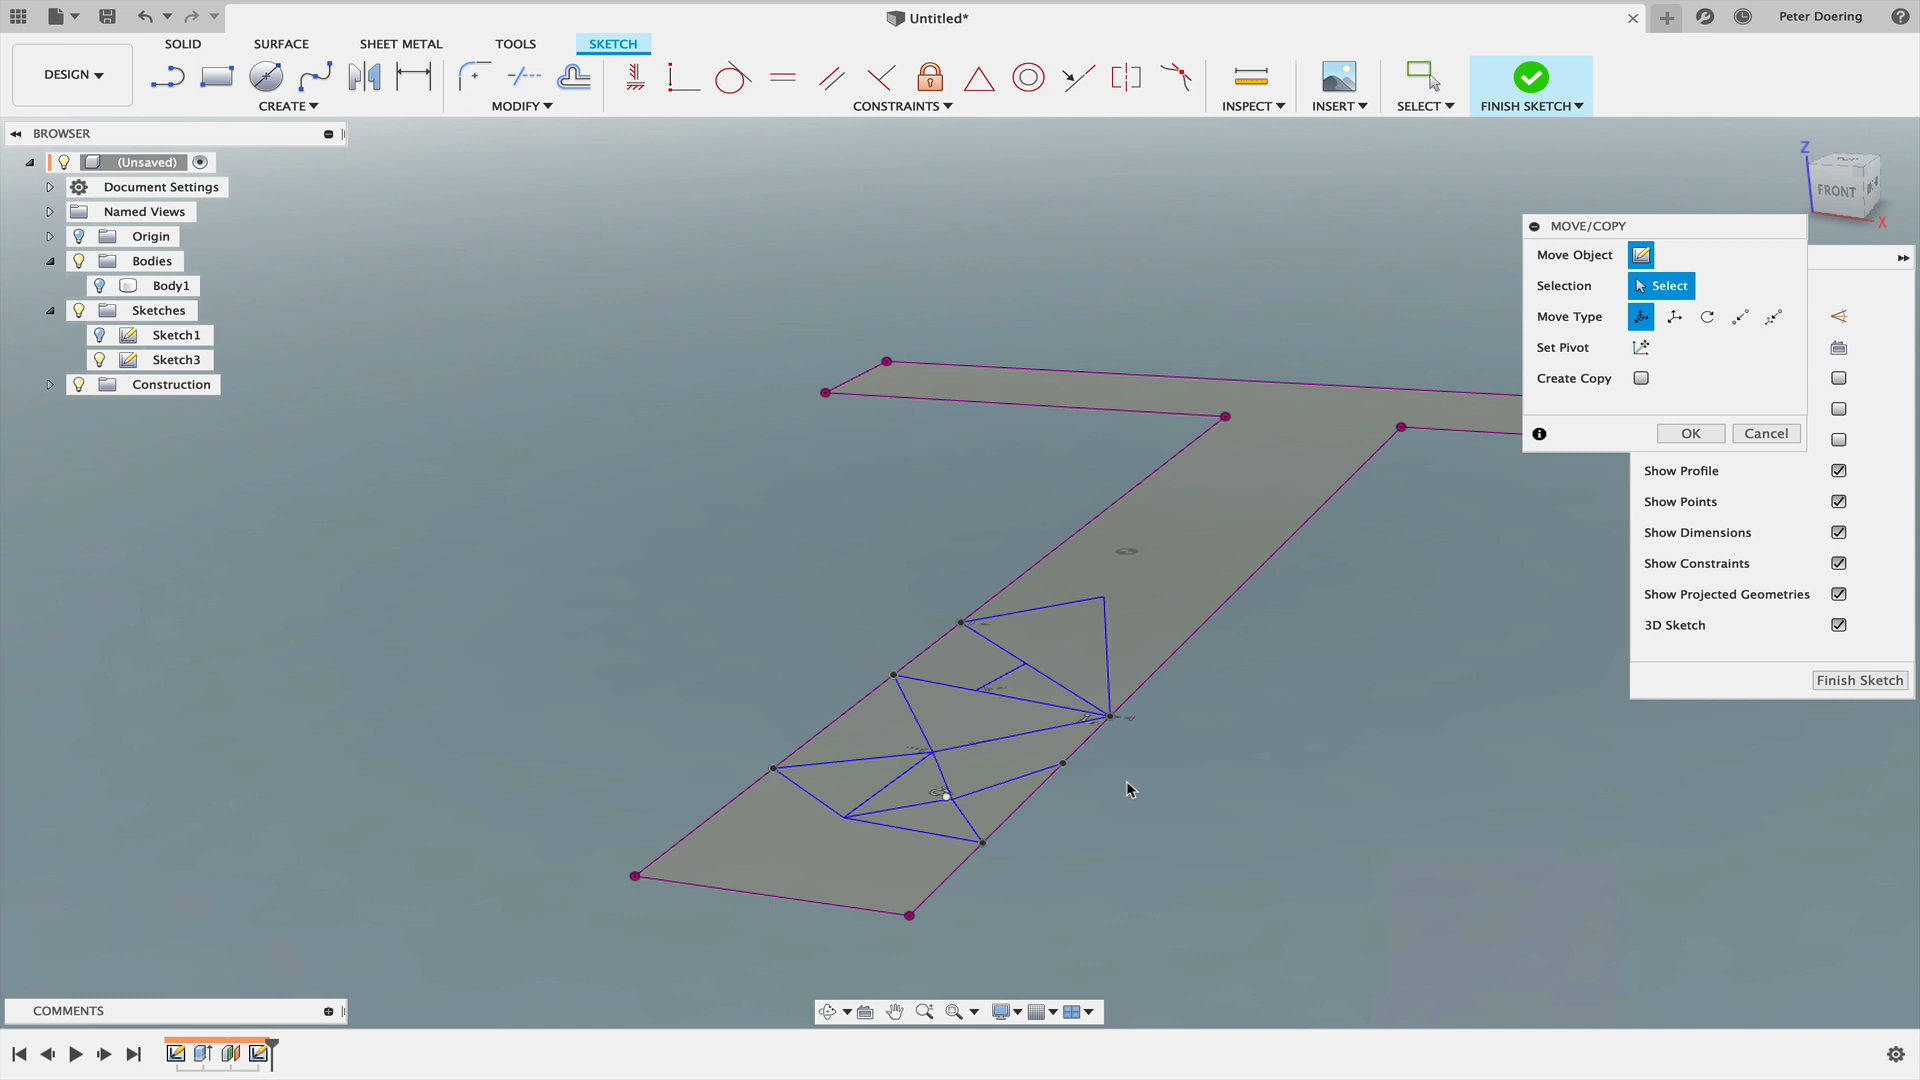 Untitled*
Peter Doering
SOLID
SURFACE
SHEET METAL
TOOLS
SKETCH
DESIGN
CREATE
MODIFY
CONSTRAINTS
INSPECT
INSERT
SELECT
FINISH SKETCH
BROWSER
(Unsaved)
Document Settings
Named Views
Origin
Bodies
Body1
Sketches
Sketch1
Sketch3
Construction
Z
FRONT
X
MOVE/COPY
Move Object
Selection
Select
Move Type
Set Pivot
Create Copy
OK
Cancel
Show Profile
Show Points
Show Dimensions
Show Constraints
Show Projected Geometries
3D Sketch
Finish Sketch
COMMENTS